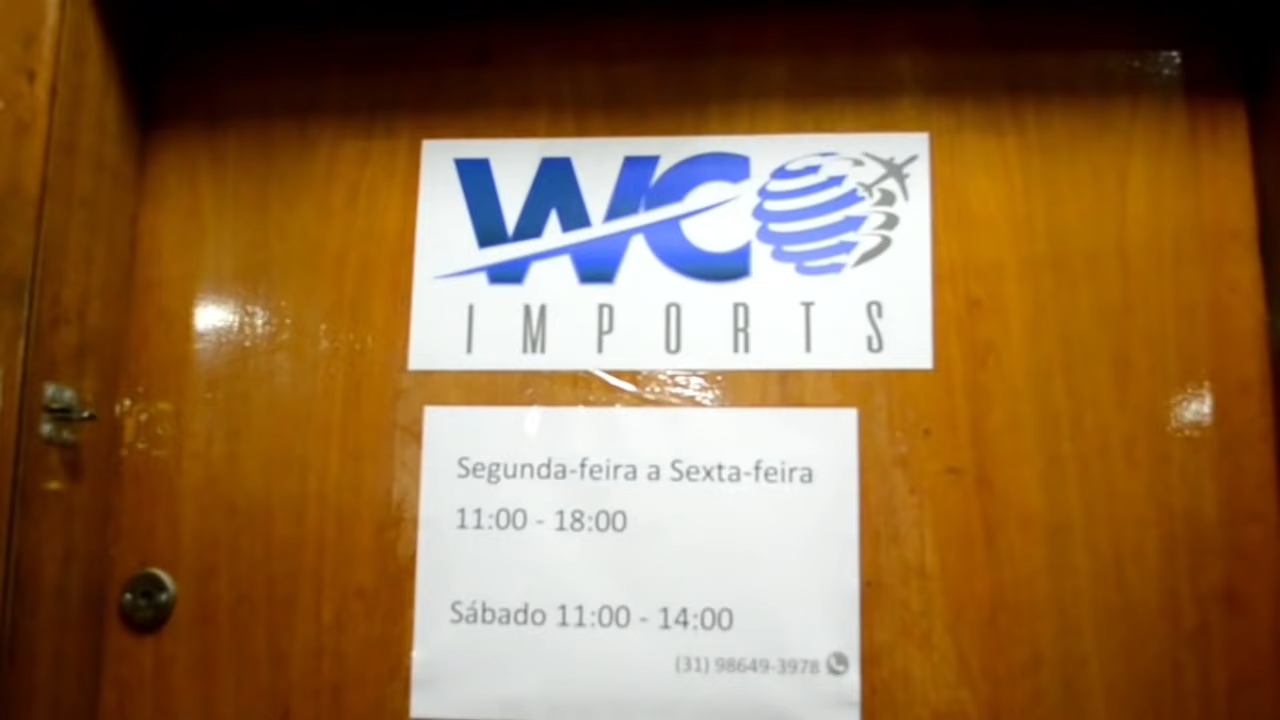 WC
IMPORTS
Segunda-feira a Sexta-feira
11:00 - 18:00
Sábado 11:00 - 14:00
(31) 98649-3978